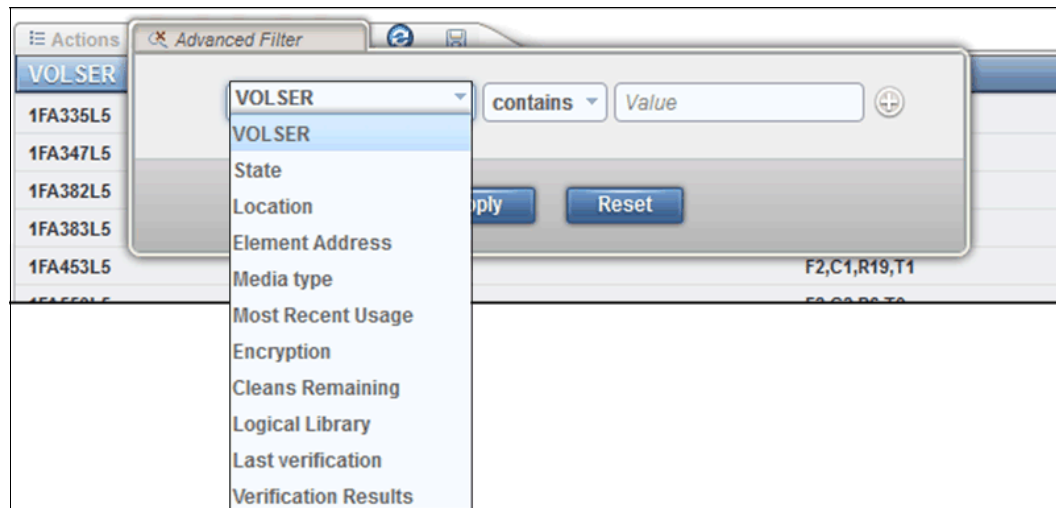 Actions
Advanced Filter
VOLSER
VOLSER contains Value
1FA335L5
1FA347L5
1FA382L5
1FA383L5
1FA453L5
VOLSER
State
Location
Element Address
Media type
Most Recent Usage
Encryption
Cleans Remaining
Logical Library
Last verification
Verification Results
Reset
F2,C1,R19,T1